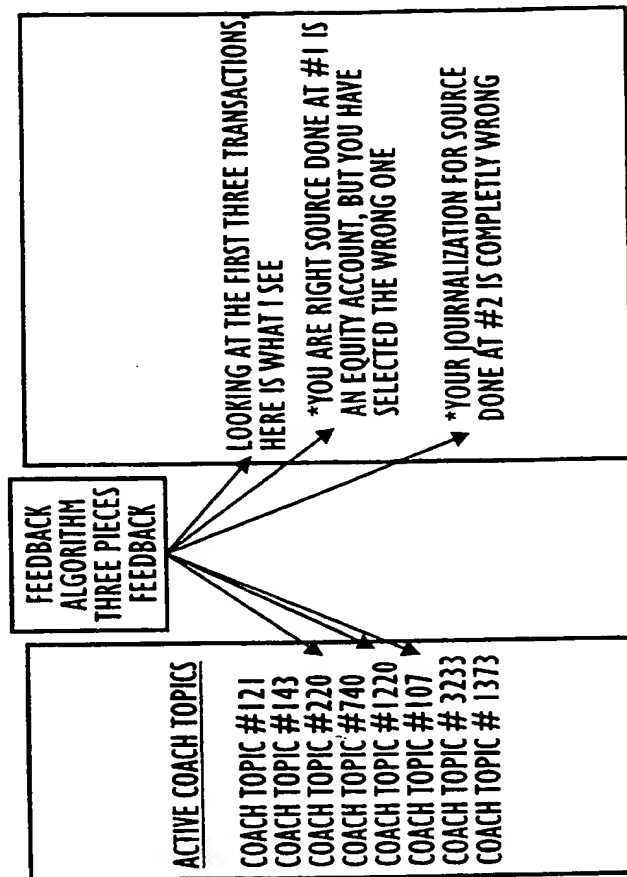 ACTIVE COACH TOPICS
COACH TOPIC #121
COACH TOPIC #143
COACH TOPIC #220
COACH TOPIC #740
COACH TOPIC #1220
COACH TOPIC #107
COACH TOPIC # 3233
COACH TOPIC # 1373
FEEDBACK
ALGORITHM
THREE PIECES
FEEDBACK
LOOKING AT THE FIRST THREE TRANSACTIONS,
HERE IS WHAT I SEE
*YOU ARE RIGHT SOURCE DONE AT #1 IS
AN EQUITY ACCOUNT, BUT YOU HAVE
SELECTED THE WRONG ONE
*YOUR JOURNALIZATION FOR SOURCE
DONE AT #2 IS COMPLETLY WRONG